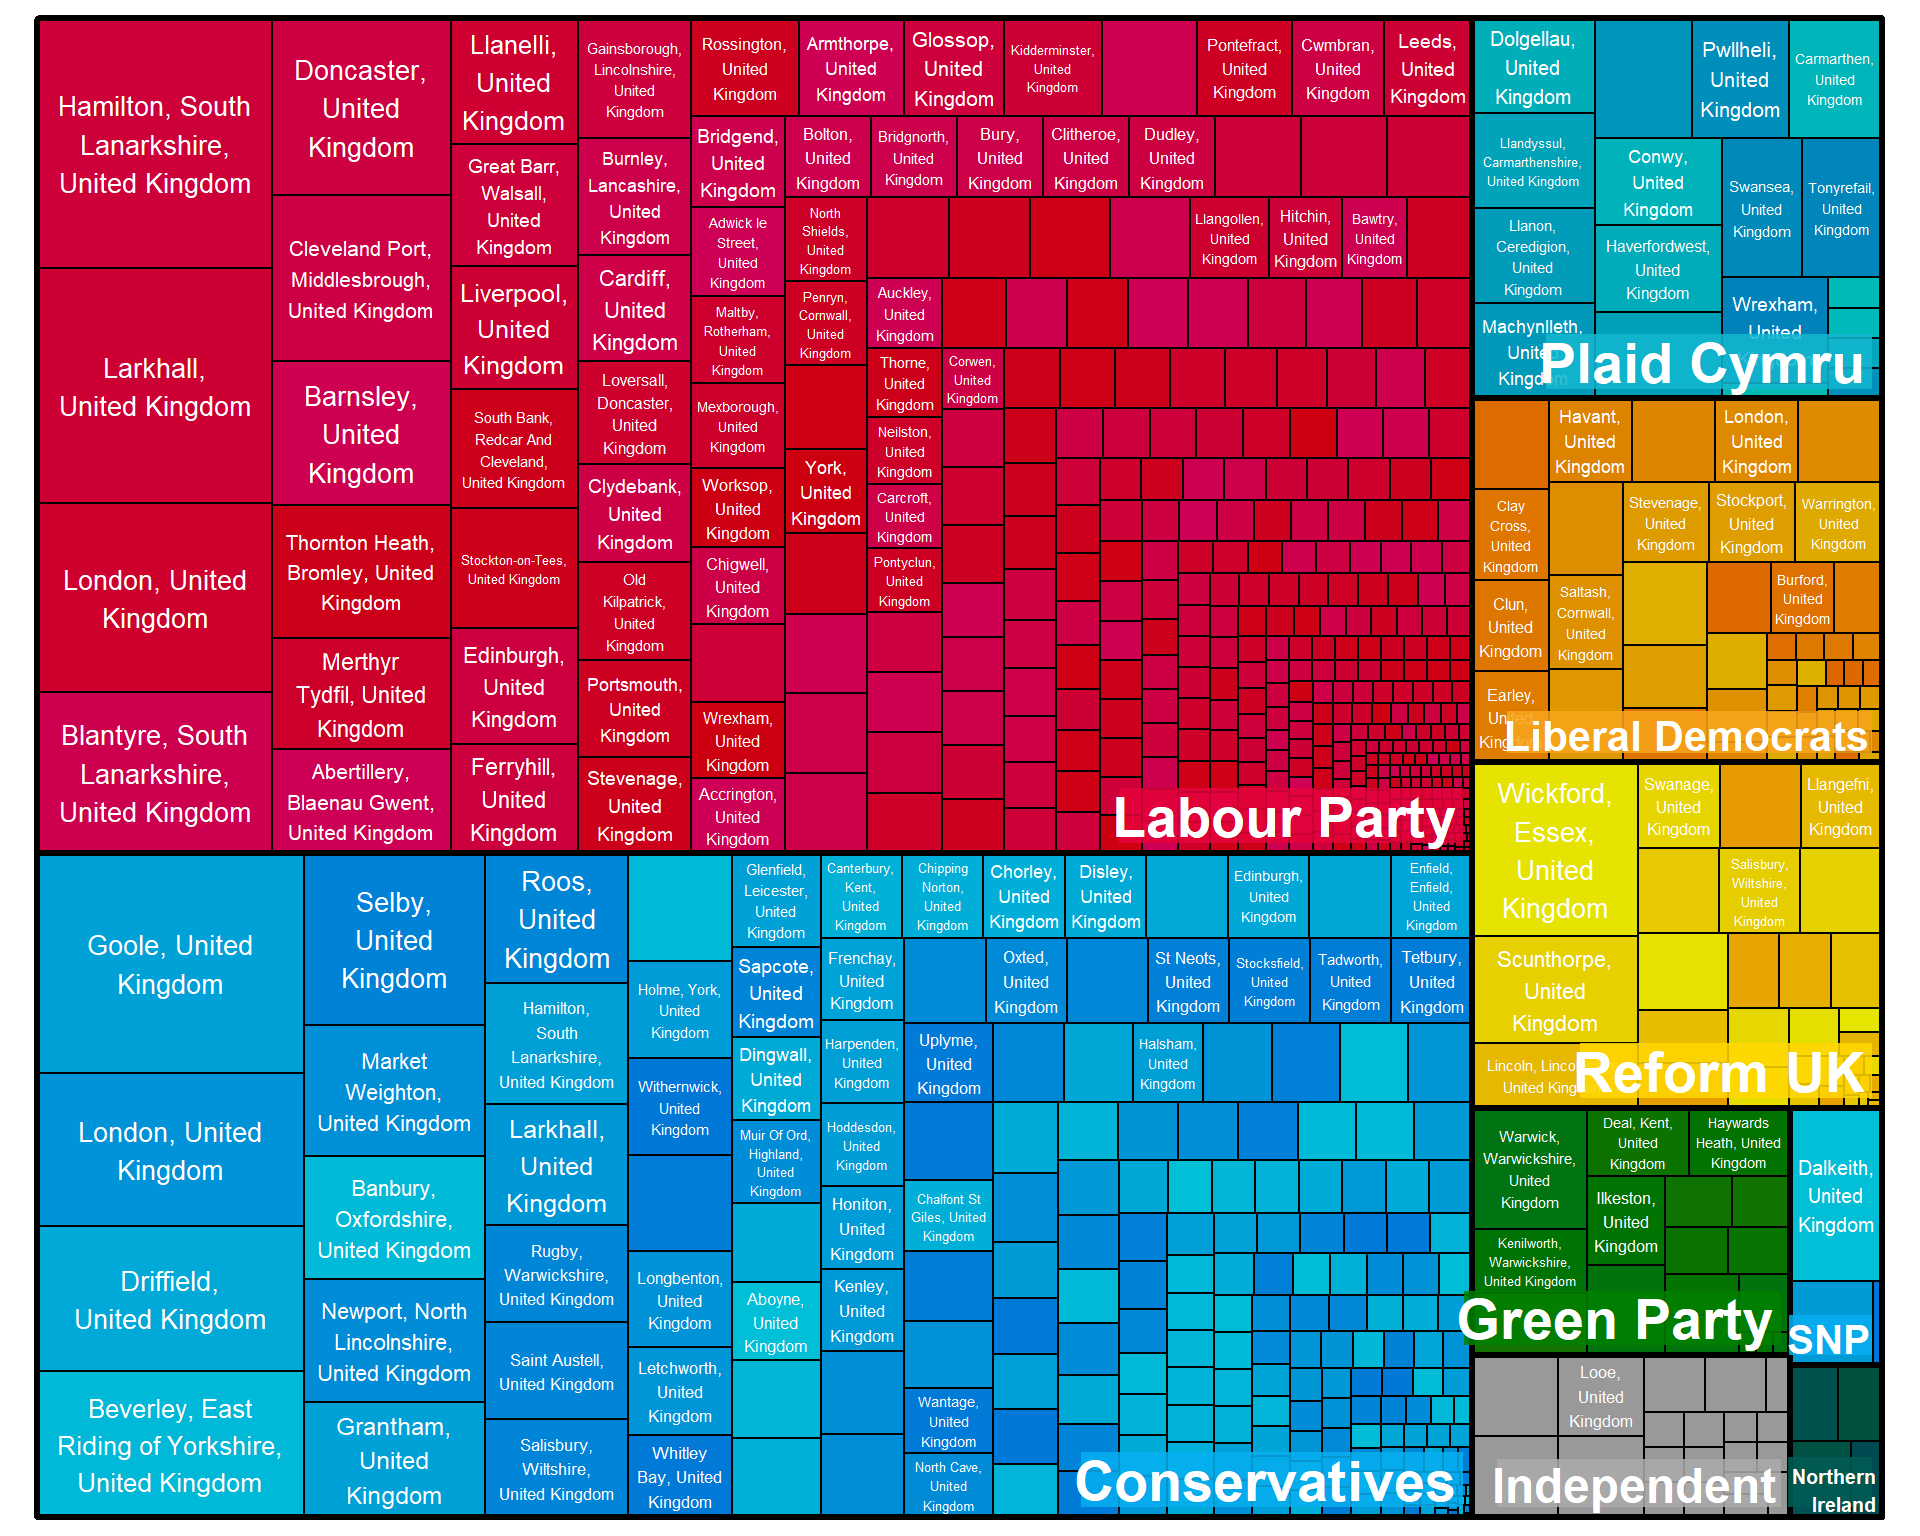 Hamilton, South
Lanarkshire,
United Kingdom
Larkhall,
United Kingdom
London, United
Kingdom
Blantyre, South
Lanarkshire,
United Kingdom
Doncaster,
United
Kingdom
Cleveland Port,
Middlesbrough,
United Kingdom
Barnsley,
United
Kingdom
Thornton Heath,
Bromley, United
Kingdom
Merthyr
Tydfil, United
Kingdom
Abertillery,
Blaenau Gwent,
United Kingdom
Llanelli,
United
Kingdom
Great Barr,
Walsall,
United
Kingdom
Liverpool,
United
Kingdom
South Bank,
Redcar And
Cleveland,
United Kingdom
Stockton-on-Tees,
United Kingdom
Edinburgh,
United
Kingdom
Ferryhill,
United
Kingdom
Gainsborough,
Lincolnshire,
United
Kingdom
Burnley,
Lancashire,
United
Kingdom
Cardiff,
United
Kingdom
Loversall,
Doncaster,
United
Kingdom
Clydebank,
United
Kingdom
Old
Kilpatrick,
United
Kingdom
Portsmouth,
United
Kingdom
Stevenage,
United
Kingdom
Rossington,
United
Kingdom
Armthorpe,
United
Kingdom
Glossop,
United
Kingdom
Kidderminster,
United
Kingdom
Pontefract,
United
Kingdom
Cwmbran,
United
Kingdom
Leeds,
United
Kingdom
Bridgend,
United
Kingdom
Adwick le
Street,
United
Kingdom
Maltby,
Rotherham,
United
Kingdom
Mexborough,
United
Kingdom
Worksop,
United
Kingdom
Chigwell,
United
Kingdom
Wrexham,
United
Kingdom
Accrington,
United
Kingdom
Bolton,
United
Kingdom
Bridgnorth,
United
Kingdom
Bury,
United
Kingdom
Clitheroe,
United
Kingdom
Dudley,
United
Kingdom
North
Shields,
United
Kingdom
Penryn,
Cornwall,
United
Kingdom
York,
United
Kingdom
Llangollen,
United
Kingdom
Hitchin,
United
Kingdom
Bawtry,
United
Kingdom
Auckley,
United
Kingdom
Thorne,
United
Kingdom
Neilston,
United
Kingdom
Carcroft,
United
Kingdom
Pontyclun,
United
Kingdom
Corwen,
United
Kingdom
Labour Party
Dolgellau,
United
Kingdom
Llandyssul,
Carmarthenshire,
United Kingdom
Llanon,
Ceredigion,
United
Kingdom
Machynlleth,
United
Kingdom
Pwllheli,
United
Kingdom
Carmarthen,
United
Kingdom
Conwy,
United
Kingdom
Haverfordwest,
United
Kingdom
Swansea,
United
Kingdom
Tonyrefail,
United
Kingdom
Wrexham,
United
Plaid Cymru
Havant,
United
Kingdom
London,
United
Kingdom
Clay
Cross,
United
Kingdom
Clun,
United
Kingdom
Earley,
United
Kingdom
Stevenage,
United
Kingdom
Stockport,
United
Kingdom
Warrington,
United
Kingdom
Saltash,
Cornwall,
United
Kingdom
Burford,
United
Kingdom
Liberal Democrats
Wickford,
Essex,
United
Kingdom
Scunthorpe,
United
Kingdom
Lincoln,
United
Swanage,
United
Kingdom
Llangefni,
United
Kingdom
Salisbury,
Wiltshire,
United
Kingdom
Reform UK
Goole, United
Kingdom
London, United
Kingdom
Driffield,
United Kingdom
Beverley, East
Riding of Yorkshire,
United Kingdom
Selby,
United
Kingdom
Market
Weighton,
United Kingdom
Banbury,
Oxfordshire,
United Kingdom
Newport, North
Lincolnshire,
United Kingdom
Grantham,
United
Kingdom
Roos,
United
Kingdom
Hamilton,
South
Lanarkshire,
United Kingdom
Larkhall,
United
Kingdom
Rugby,
Warwickshire,
United Kingdom
Saint Austell,
United Kingdom
Salisbury,
Wiltshire,
United Kingdom
Holme, York,
United
Kingdom
Withernwick,
United
Kingdom
Longbenton,
United
Kingdom
Letchworth,
United
Kingdom
Whitley
Bay, United
Kingdom
Glenfield,
Leicester,
United
Kingdom
Sapcote,
United
Kingdom
Dingwall,
United
Kingdom
Muir Of Ord,
Highland,
United
Kingdom
Aboyne,
United
Kingdom
Canterbury,
Kent,
United
Kingdom
Chipping
Norton,
United
Kingdom
Chorley,
United
Kingdom
Disley,
United
Kingdom
Edinburgh,
United
Kingdom
Enfield,
Enfield,
United
Kingdom
Frenchay,
United
Kingdom
Harpenden,
United
Kingdom
Hoddesdon,
United
Kingdom
Honiton,
United
Kingdom
Kenley,
United
Kingdom
Oxted,
United
Kingdom
St Neots,
United
Kingdom
Stocksfield,
United
Kingdom
Tadworth,
United
Kingdom
Tetbury,
United
Kingdom
Uplyme,
United
Kingdom
Halsham,
United
Kingdom
Chalfont St
Giles, United
Kingdom
Wantage,
United
Kingdom
North Cave,
United
Kingdom
Conservatives
Warwick,
Warwickshire,
United
Kingdom
Kenilworth,
Warwickshire,
United Kingdom
Deal, Kent,
United
Kingdom
Haywards
Heath, United
Kingdom
Ilkeston,
United
Kingdom
Green Party
Dalkeith,
United
Kingdom
SNP
Looe,
United
Kingdom
Independent
Northern
Ireland